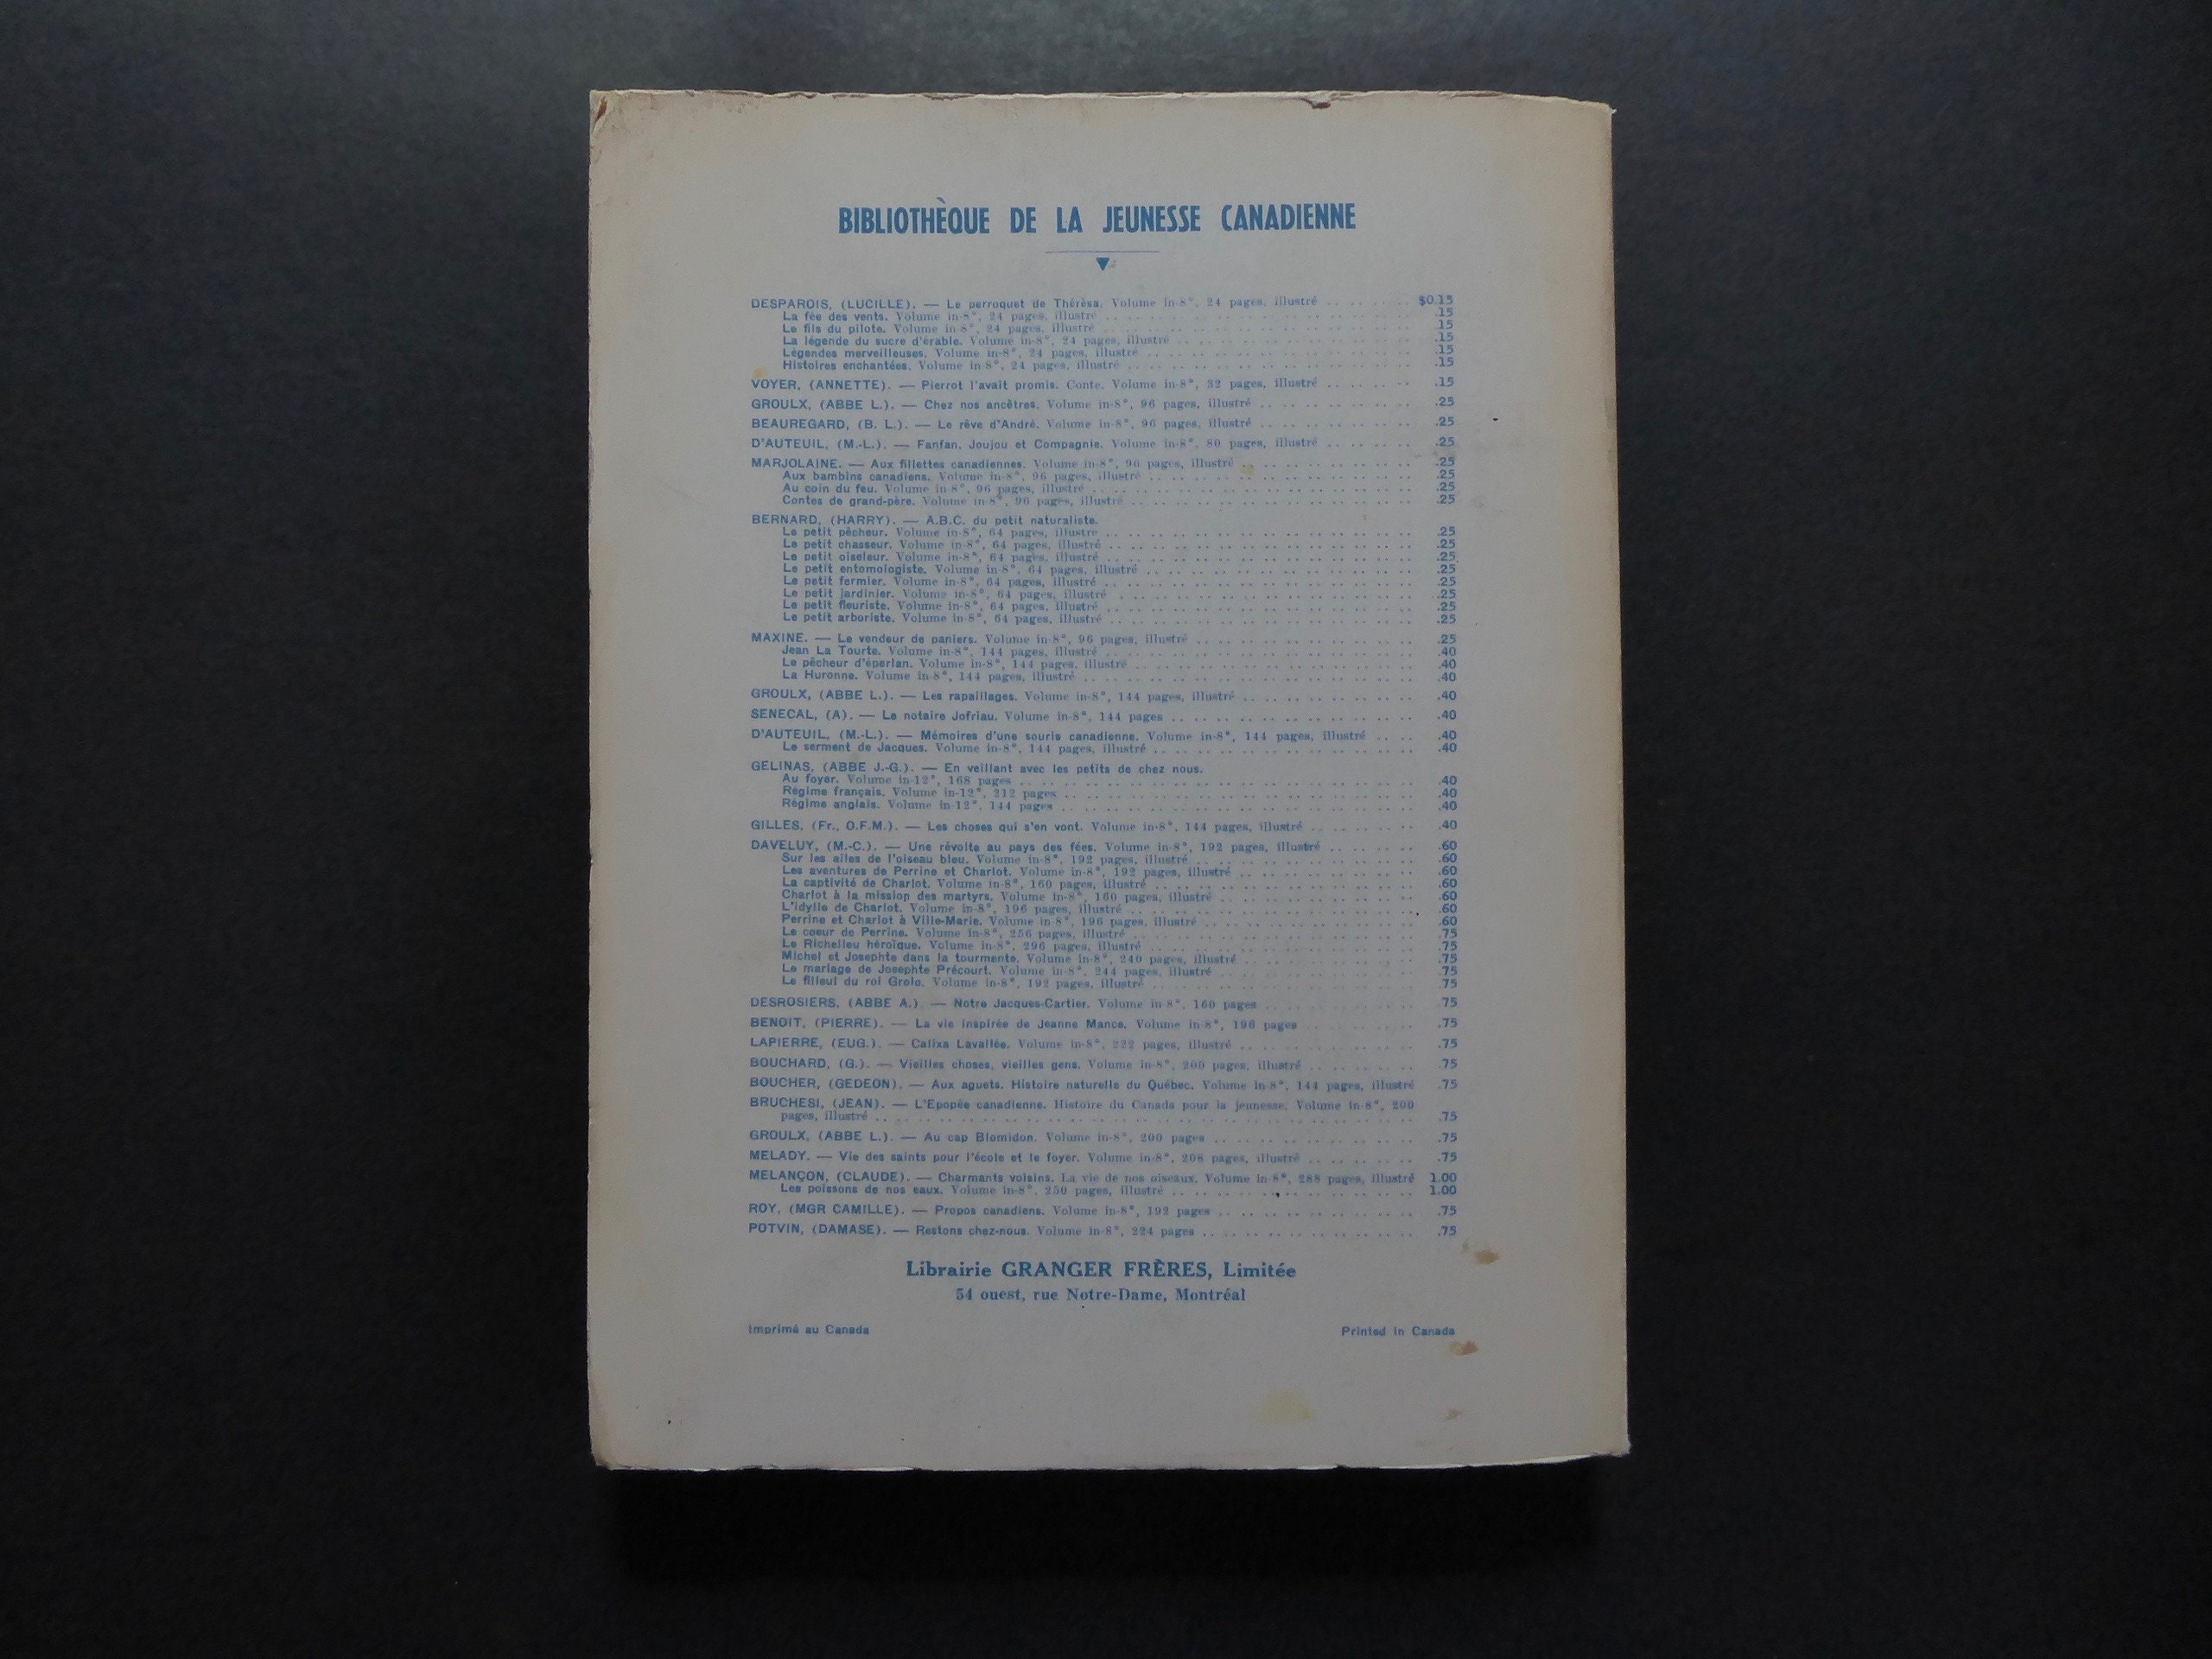 BIBLIOTHÈQUE DE LA JEUNESSE CANADIENNE
DESPAROIS, (LUCILLE). — Le perroquet de Thérèsa. Volume in-8°, 24 pages, illustré .. .. .. .. $0.15
La fée des vents. Volume in-8°, 24 pages, illustré .. .. .. .15
Le fils du pilote. Volume in-8°, 24 pages, illustré .. .. .. .15
La légende du sucre d'érable. Volume in-8°, 24 pages, illustré .. .. .. .15
Légendes merveilleuses. Volume in-8°, 24 pages, illustré .. .. .. .15
Histoires enchantées. Volume in-8°, 24 pages, illustré .. .. .. .15
VOYER, (ANNETTE). — Pierrot l'avait promis. Conte. Volume in-8°, 32 pages, illustré .. .. .. .15
GROULX, (ABBE L.). — Chez nos ancêtres. Volume in-8°, 96 pages, illustré .. .. .. .25
BEAUREGARD, (B. L.). — Le rêve d'André. Volume in-8°, 96 pages, illustré .. .. .. .25
D'AUTEUIL, (M.-L.). — Fanfan, Joujou et Compagnie. Volume in-8°, 80 pages, illustré .. .. .. .25
MARJOLAINE. — Aux fillettes canadiennes. Volume in-8°, 96 pages, illustré .. .. .. .25
Aux bambins canadiens. Volume in-8°, 96 pages, illustré .. .. .. .25
Au coin du feu. Volume in-8°, 96 pages, illustré .. .. .. .25
Contes de grand-père. Volume in-8°, 96 pages, illustré .. .. .. .25
BERNARD, (HARRY). — A.B.C. du petit naturaliste.
Le petit pêcheur. Volume in-8°, 64 pages, illustré .. .. .. .25
Le petit chasseur. Volume in-8°, 64 pages, illustré .. .. .. .25
Le petit oiseleur. Volume in-8°, 64 pages, illustré .. .. .. .25
Le petit entomologiste. Volume in-8°, 64 pages, illustré .. .. .. .25
Le petit fermier. Volume in-8°, 64 pages, illustré .. .. .. .25
Le petit jardinier. Volume in-8°, 64 pages, illustré .. .. .. .25
Le petit fleuriste. Volume in-8°, 64 pages, illustré .. .. .. .25
Le petit arboriste. Volume in-8°, 64 pages, illustré .. .. .. .25
MAXINE. — Le vendeur de paniers. Volume in-8°, 96 pages, illustré .. .. .. .25
Jean La Tourte. Volume in-8°, 144 pages, illustré .. .. .. .40
Le pêcheur d'éperlan. Volume in-8°, 144 pages, illustré .. .. .. .40
La Huronne. Volume in-8°, 144 pages, illustré .. .. .. .40
GROULX, (ABBE L.). — Les rapaillages. Volume in-8°, 144 pages, illustré .. .. .. .40
SENECAL, (A). — Le notaire Jofriau. Volume in-8°, 144 pages .. .. .. .40
D'AUTEUIL, (M.-L.). — Mémoires d'une souris canadienne. Volume in-8°, 144 pages, illustré .. .. .40
Le serment de Jacques. Volume in-8°, 144 pages, illustré .. .. .. .40
GELINAS, (ABBE J.-G.). — En veillant avec les petits de chez nous.
Au foyer. Volume in-12°, 168 pages .. .. .. .40
Régime français. Volume in-12°, 212 pages .. .. .. .40
Régime anglais. Volume in-12°, 144 pages .. .. .. .40
GILLES, (Fr., O.F.M.). — Les choses qui s'en vont. Volume in-8°, 144 pages, illustré .. .. .. .40
DAVELUY, (M.-C.). — Une révolte au pays des fées. Volume in-8°, 192 pages, illustré .. .. .. .60
Sur les ailes de l'oiseau bleu. Volume in-8°, 192 pages, illustré .. .. .. .60
Les aventures de Perrine et Charlot. Volume in-8°, 192 pages, illustré .. .. .. .60
La captivité de Charlot. Volume in-8°, 160 pages, illustré .. .. .. .60
Charlot à la mission des martyrs. Volume in-8°, 160 pages, illustré .. .. .. .60
L'idylle de Charlot. Volume in-8°, 196 pages, illustré .. .. .. .60
Perrine et Charlot à Ville-Marie. Volume in-8°, 196 pages, illustré .. .. .. .60
Le coeur de Perrine. Volume in-8°, 256 pages, illustré .. .. .. .75
Le Richelieu héroïque. Volume in-8°, 296 pages, illustré .. .. .. .75
Michel et Josephte dans la tourmente. Volume in-8°, 240 pages, illustré .. .. .. .75
Le mariage de Josephte Précourt. Volume in-8°, 244 pages, illustré .. .. .. .75
Le filleul du roi Grolo. Volume in-8°, 192 pages, illustré .. .. .. .75
DESROSIERS, (ABBE A.). — Notre Jacques-Cartier. Volume in-8°, 160 pages .. .. .. .75
BENOIT, (PIERRE). — La vie inspirée de Jeanne Mance. Volume in-8°, 196 pages .. .. .. .75
LAPIERRE, (EUG.). — Calixa Lavallée. Volume in-8°, 222 pages, illustré .. .. .. .75
BOUCHARD, (G.). — Vieilles choses, vieilles gens. Volume in-8°, 200 pages, illustré .. .. .. .75
BOUCHER, (GEDEON). — Aux aguets. Histoire naturelle du Québec. Volume in-8°, 144 pages, illustré .75
BRUCHESI, (JEAN). — L'Epopée canadienne. Histoire du Canada pour la jeunesse. Volume in-8°, 200
pages, illustré .. .. .. .75
GROULX, (ABBE L.). — Au cap Blomidon. Volume in-8°, 200 pages .. .. .. .75
MELADY. — Vie des saints pour l'école et le foyer. Volume in-8°, 208 pages, illustré .. .. .. .75
MELANÇON, (CLAUDE). — Charmants voisins. La vie de nos oiseaux. Volume in-8°, 288 pages, illustré 1.00
Les poissons de nos eaux. Volume in-8°, 250 pages, illustré .. .. .. 1.00
ROY, (MGR CAMILLE). — Propos canadiens. Volume in-8°, 192 pages .. .. .. .75
POTVIN, (DAMASE). — Restons chez-nous. Volume in-8°, 224 pages .. .. .. .75
Librairie GRANGER FRÈRES, Limitée
54 ouest, rue Notre-Dame, Montréal
Imprimé au Canada
Printed in Canada